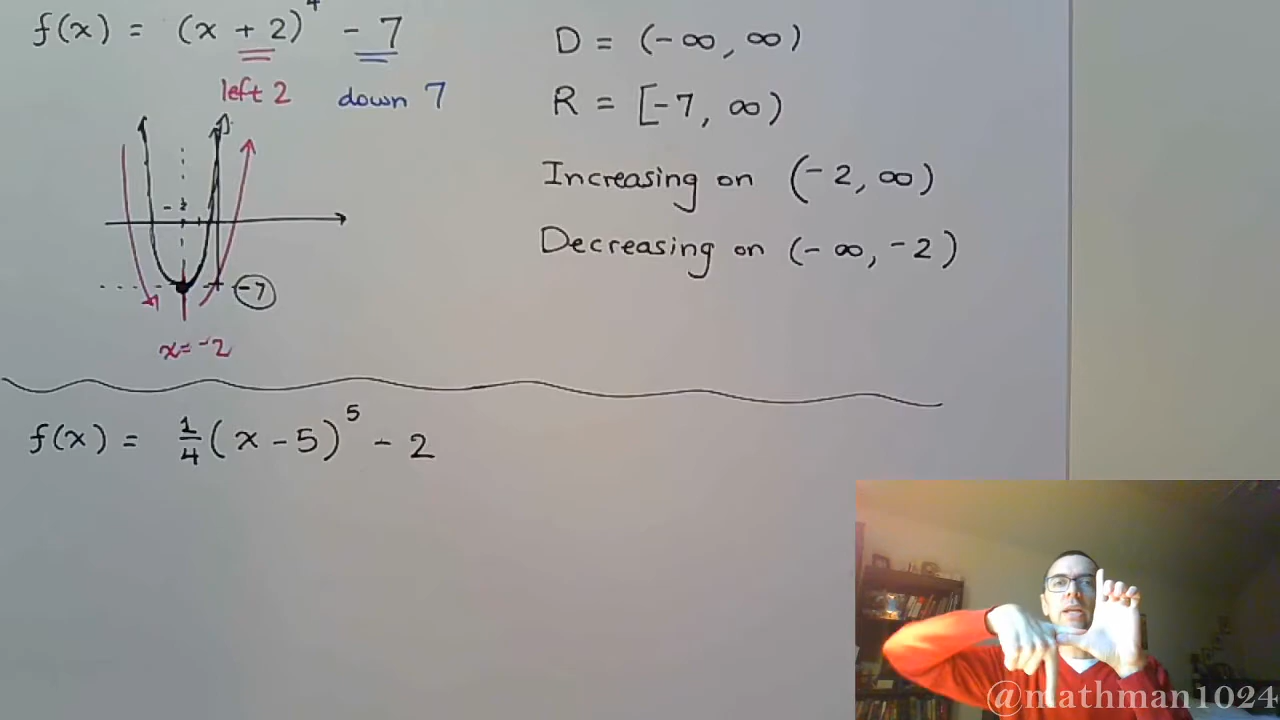 f(x) = (x + 2)⁴ - 7
left 2 down 7
-2
-7
x=-2
D = (-∞, ∞)
R = [-7, ∞)
Increasing on (-2, ∞)
Decreasing on (-∞, -2)
f(x) = 1/4 (x - 5)⁵ - 2
@mathman1024